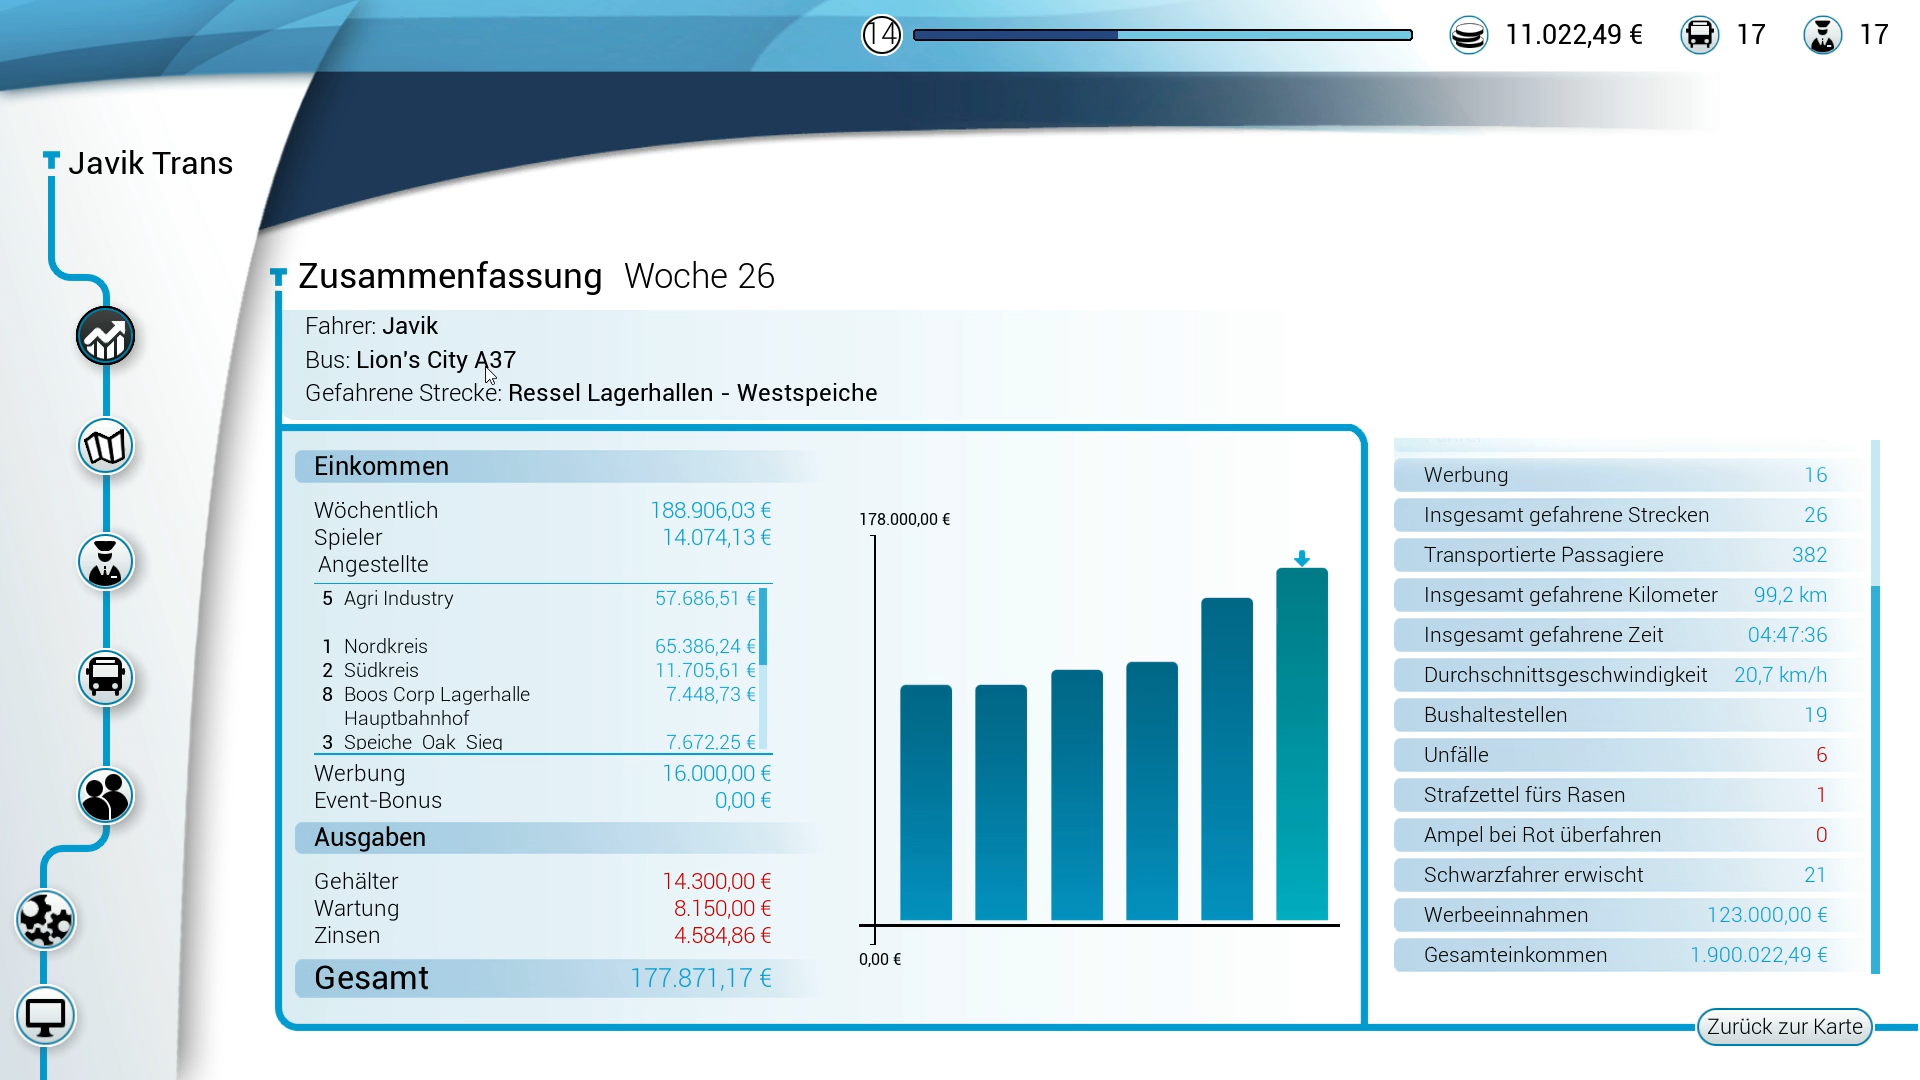 14
11.022,49 €
17
17
Javik Trans
Zusammenfassung Woche 26
Fahrer: Javik
Bus: Lion's City A37
Gefahrene Strecke: Ressel Lagerhallen - Westspeiche
Einkommen
Wöchentlich 188.906,03 €
Spieler 14.074,13 €
Angestellte
5 Agri Industry 57.686,51 €
1 Nordkreis 65.386,24 €
2 Südkreis 11.705,61 €
8 Boos Corp Lagerhalle 7.448,73 €
Hauptbahnhof
3 Speiche Oak Sieg 7.672,25 €
Werbung 16.000,00 €
Event-Bonus 0,00 €
Ausgaben
Gehälter 14.300,00 €
Wartung 8.150,00 €
Zinsen 4.584,86 €
Gesamt 177.871,17 €
178.000,00 €
0,00 €
Werbung 16
Insgesamt gefahrene Strecken 26
Transportierte Passagiere 382
Insgesamt gefahrene Kilometer 99,2 km
Insgesamt gefahrene Zeit 04:47:36
Durchschnittsgeschwindigkeit 20,7 km/h
Bushaltestellen 19
Unfälle 6
Strafzettel fürs Rasen 1
Ampel bei Rot überfahren 0
Schwarzfahrer erwischt 21
Werbeeinnahmen 123.000,00 €
Gesamteinkommen 1.900.022,49 €
Zurück zur Karte